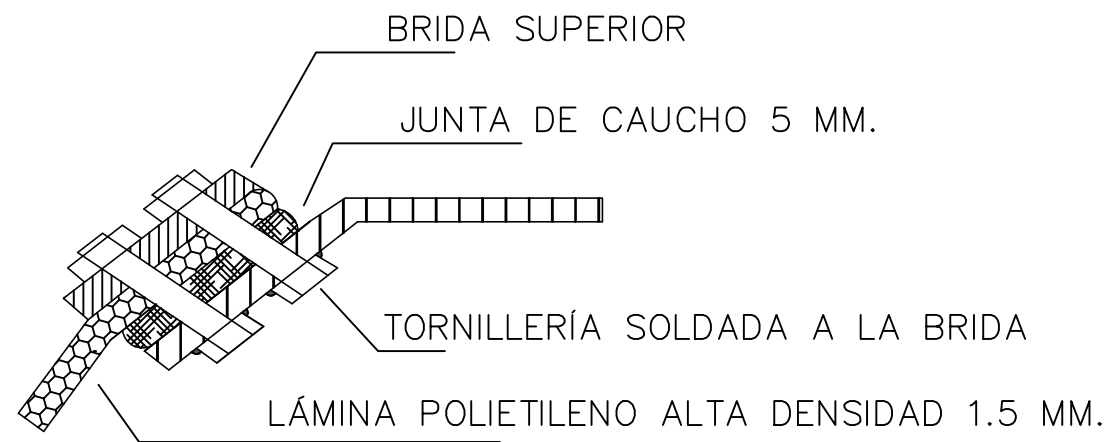 BRIDA SUPERIOR
JUNTA DE CAUCHO 5 MM.
TORNILLERÍA SOLDADA A LA BRIDA
LÁMINA POLIETILENO ALTA DENSIDAD 1.5 MM.